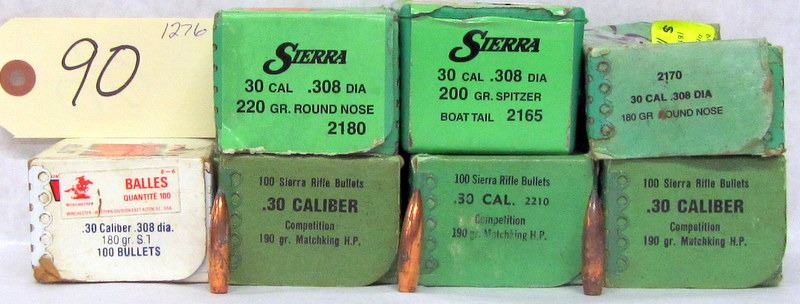 1276
90
SIERRA
30 CAL .308 DIA
220 GR. ROUND NOSE
2180
SIERRA
30 CAL .308 DIA
200 GR. SPITZER
BOAT TAIL 2165
2170
30 CAL .308 DIA
180 GR ROUND NOSE
BALLES
QUANTITÉ 100
WINCHESTER
.30 Caliber .308 dia.
180 gr. S.T
100 BULLETS
100 Sierra Rifle Bullets
.30 CALIBER
Competition
190 gr. Matchking H.P.
100 Sierra Rifle Bullets
.30 CAL. 2210
Competition
190 gr. Matchking H.P.
100 Sierra Rifle Bullets
.30 CALIBER
Competition
190 gr. Matchking H.P.